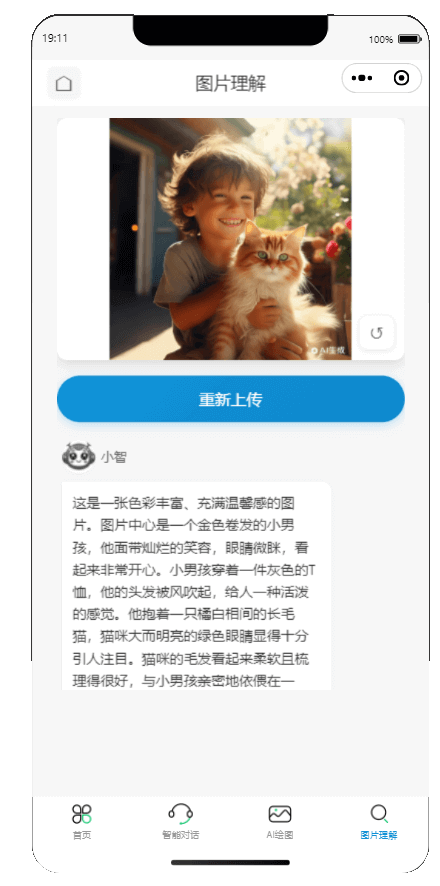 19:11
100%
图片理解
AI生成
重新上传
小智
这是一张色彩丰富、充满温馨感的图
片。图片中心是一个金色卷发的小男
孩，他面带灿烂的笑容，眼睛微眯，看
起来非常开心。小男孩穿着一件灰色的T
恤，他的头发被风吹起，给人一种活泼
的感觉。他抱着一只橘白相间的长毛
猫，猫咪大而明亮的绿色眼睛显得十分
引人注目。猫咪的毛发看起来柔软且梳
理得很好，与小男孩亲密地依偎在一
首页
智能对话
AI绘图
图片理解